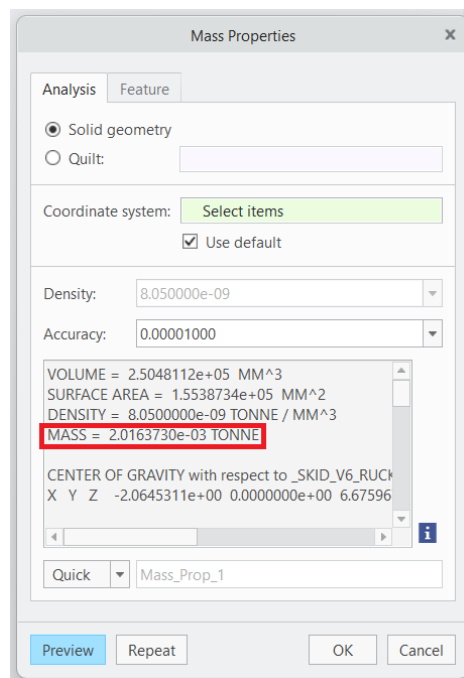 Mass Properties x
Analysis Feature
Solid geometry
Quilt:
Coordinate system: Select items
Use default
Density: 8.050000e-09
Accuracy: 0.00001000
VOLUME = 2.5048112e+05 MM^3
SURFACE AREA = 1.5538734e+05 MM^2
DENSITY = 8.0500000e-09 TONNE / MM^3
MASS = 2.0163730e-03 TONNE
CENTER OF GRAVITY with respect to _SKID_V6_RUCK
X Y Z -2.0645311e+00 0.0000000e+00 6.67596
i
Quick Mass_Prop_1
Preview Repeat OK Cancel